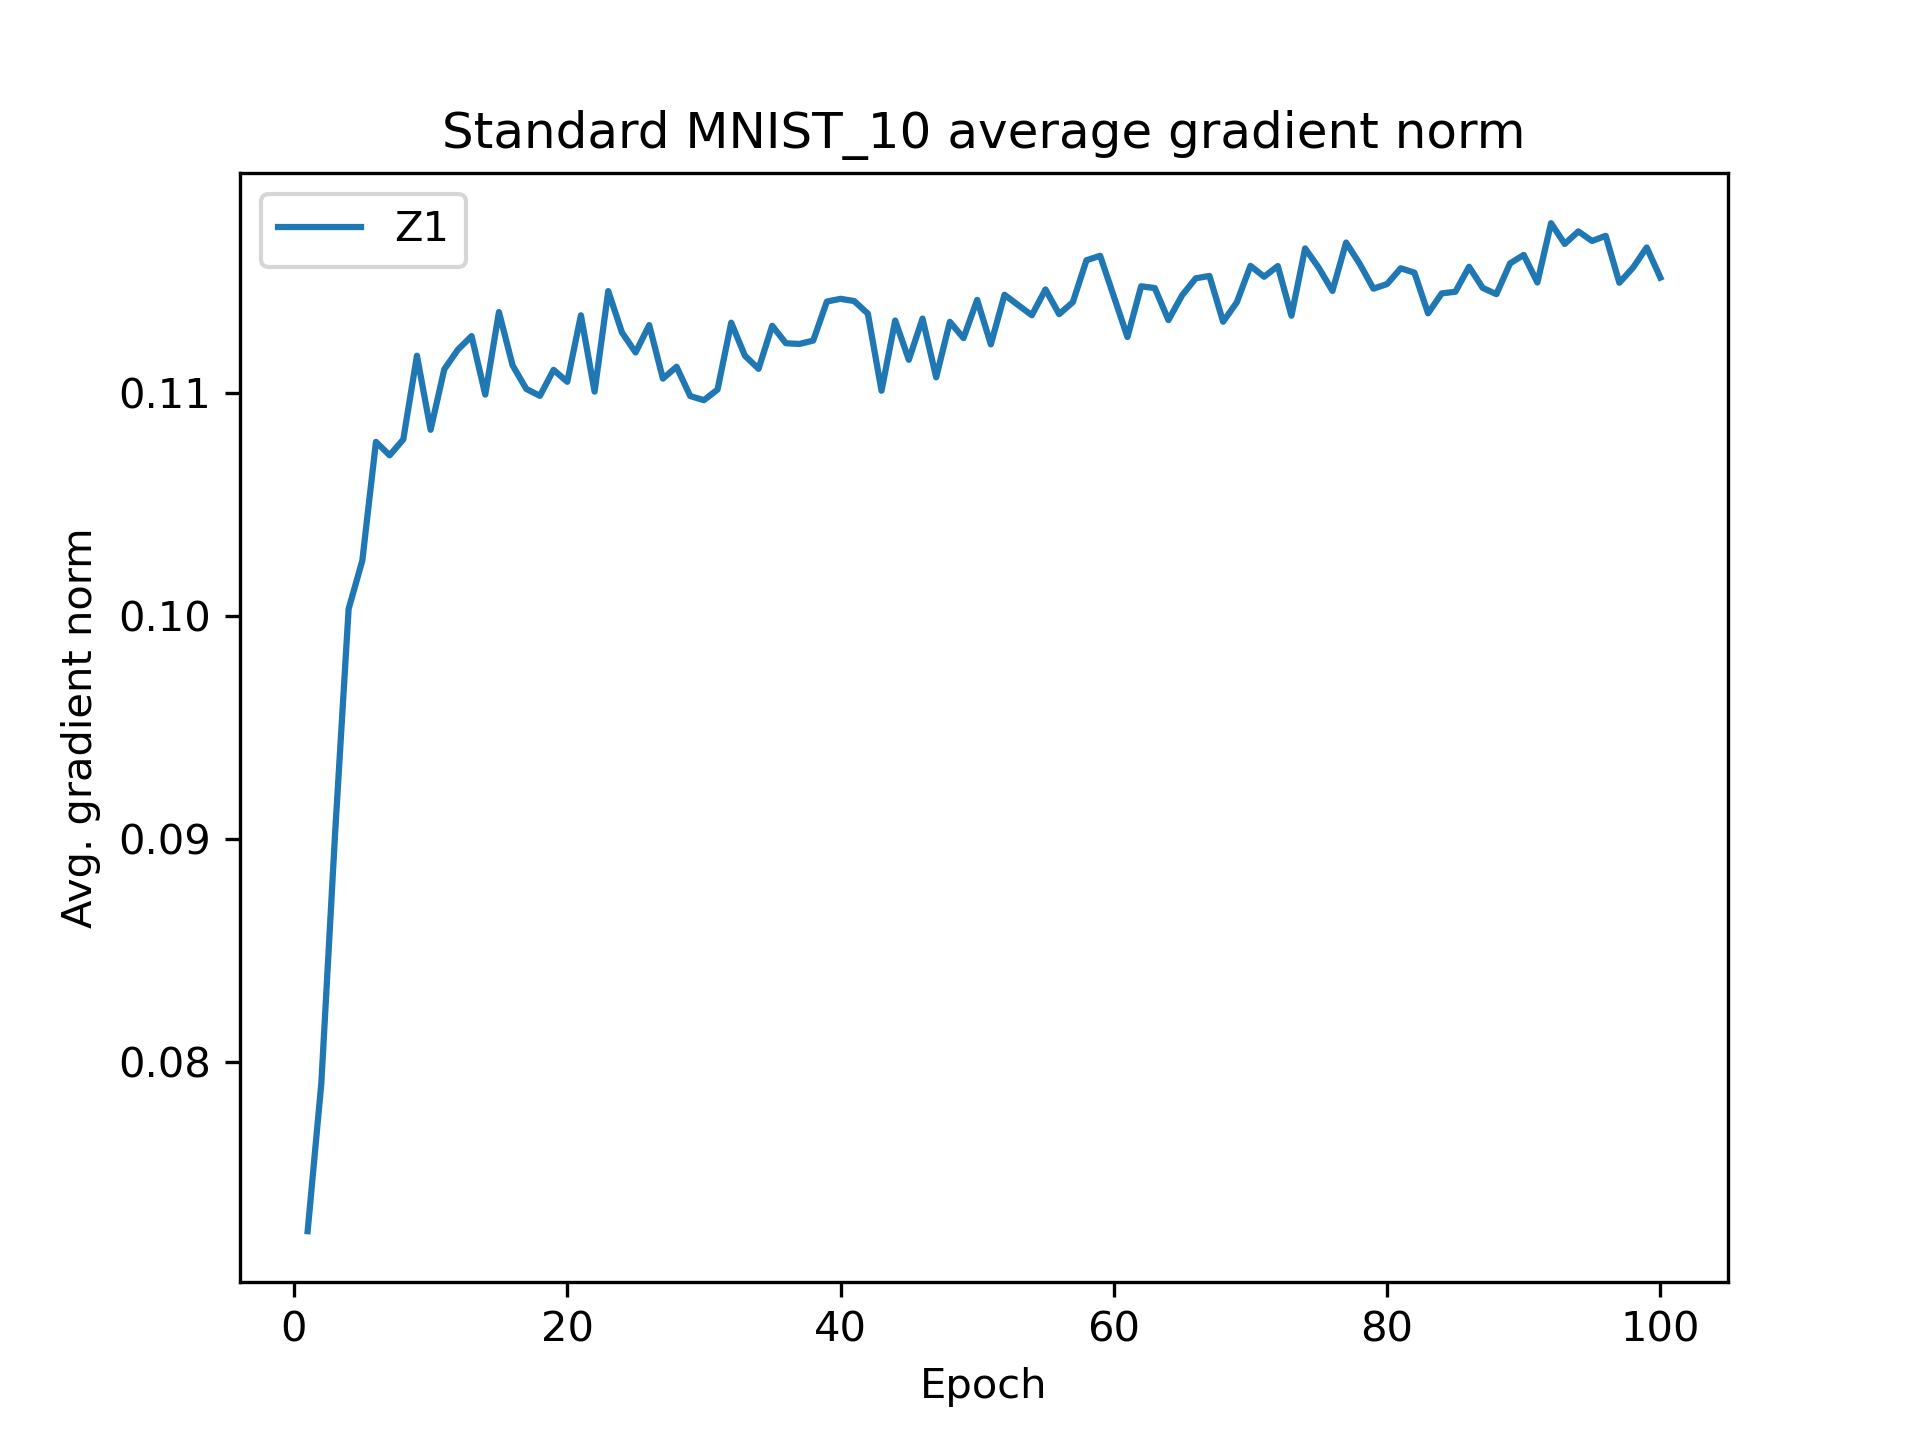 Standard MNIST_10 average gradient norm
Z1
Avg. gradient norm
0.11
0.10
0.09
0.08
0 20 40 60 80 100
Epoch